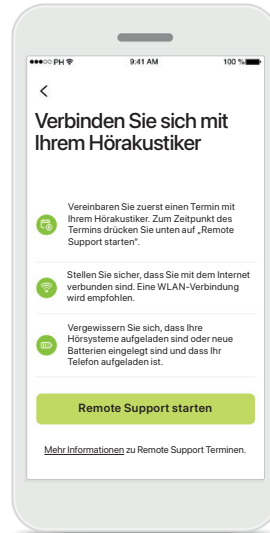 PH 9:41 AM 100 %
Verbinden Sie sich mit
Ihrem Hörakustiker
Vereinbaren Sie zuerst einen Termin mit
Ihrem Hörakustiker. Zum Zeitpunkt des
Termins drücken Sie unten auf „Remote
Support starten“.
Stellen Sie sicher, dass Sie mit dem Internet
verbunden sind. Eine WLAN-Verbindung
wird empfohlen.
Vergewissern Sie sich, dass Ihre
Hörsysteme aufgeladen sind oder neue
Batterien eingelegt sind und dass Ihr
Telefon aufgeladen ist.
Remote Support starten
Mehr Informationen zu Remote Support Terminen.